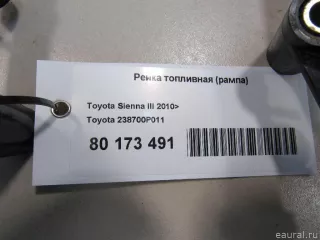 Рейка топливная (рампа)
Toyota Sienna III 2010>
Toyota 238700P011
80 173 491
eaural.ru